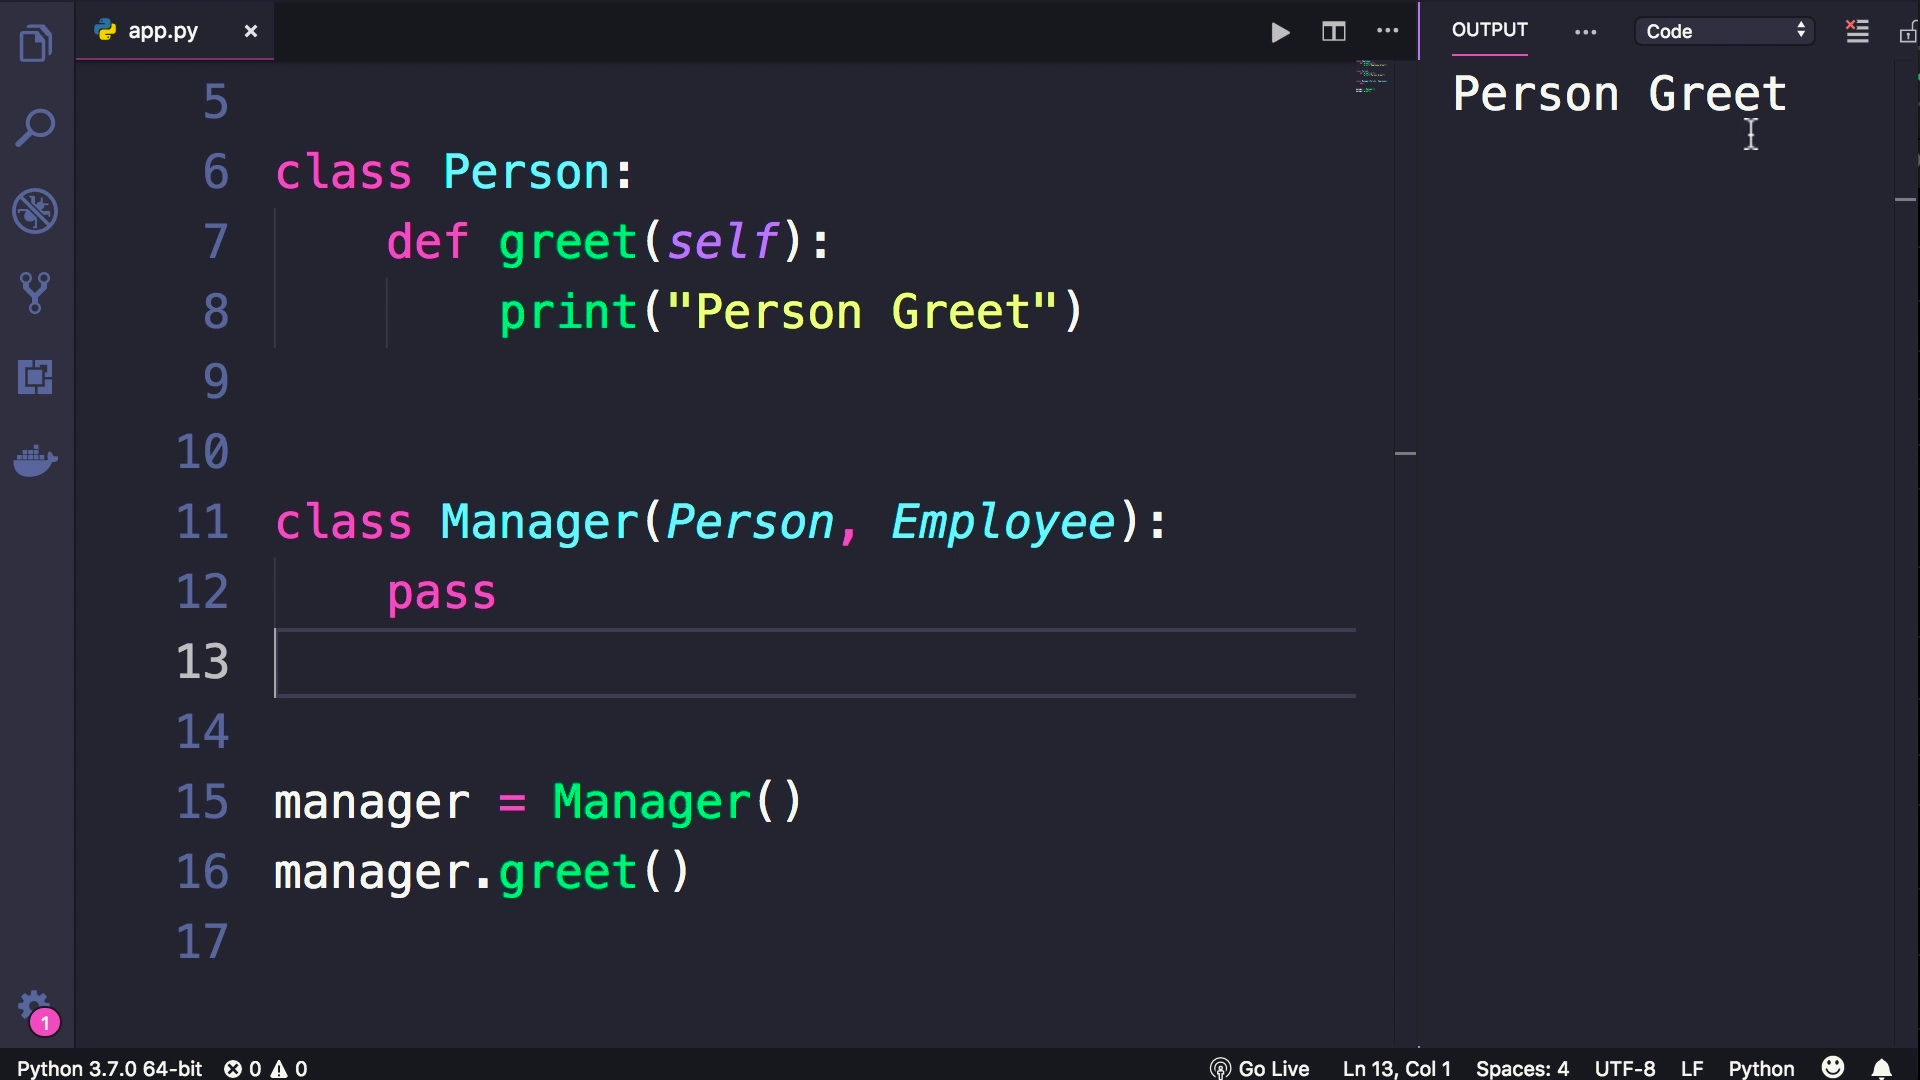 app.py ×
OUTPUT ··· Code
5
6 class Person:
7     def greet(self):
8         print("Person Greet")
9
10
11 class Manager(Person, Employee):
12     pass
13
14
15 manager = Manager()
16 manager.greet()
17
Person Greet
1
Python 3.7.0 64-bit 0 0 Go Live Ln 13, Col 1 Spaces: 4 UTF-8 LF Python